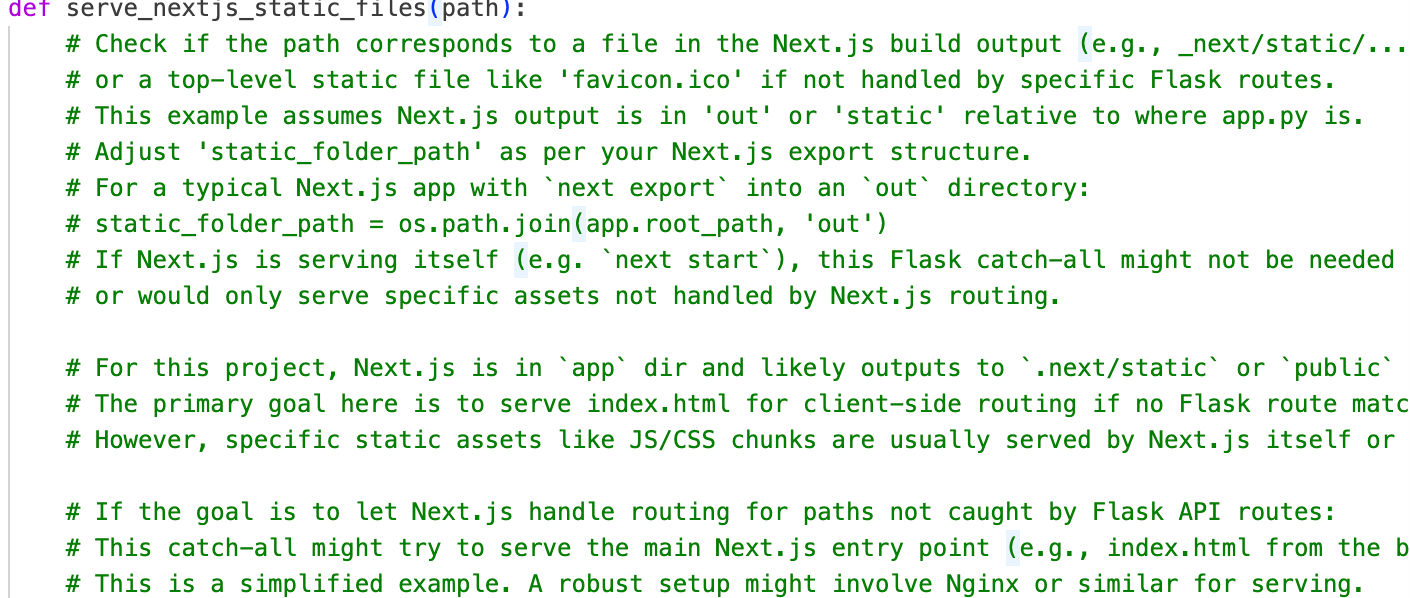 def serve_nextjs_static_files(path):
# Check if the path corresponds to a file in the Next.js build output (e.g., _next/static/...
# or a top-level static file like 'favicon.ico' if not handled by specific Flask routes.
# This example assumes Next.js output is in 'out' or 'static' relative to where app.py is.
# Adjust 'static_folder_path' as per your Next.js export structure.
# For a typical Next.js app with `next export` into an `out` directory:
# static_folder_path = os.path.join(app.root_path, 'out')
# If Next.js is serving itself (e.g. `next start`), this Flask catch-all might not be needed
# or would only serve specific assets not handled by Next.js routing.
# For this project, Next.js is in `app` dir and likely outputs to `.next/static` or `public`
# The primary goal here is to serve index.html for client-side routing if no Flask route matc
# However, specific static assets like JS/CSS chunks are usually served by Next.js itself or
# If the goal is to let Next.js handle routing for paths not caught by Flask API routes:
# This catch-all might try to serve the main Next.js entry point (e.g., index.html from the b
# This is a simplified example. A robust setup might involve Nginx or similar for serving.